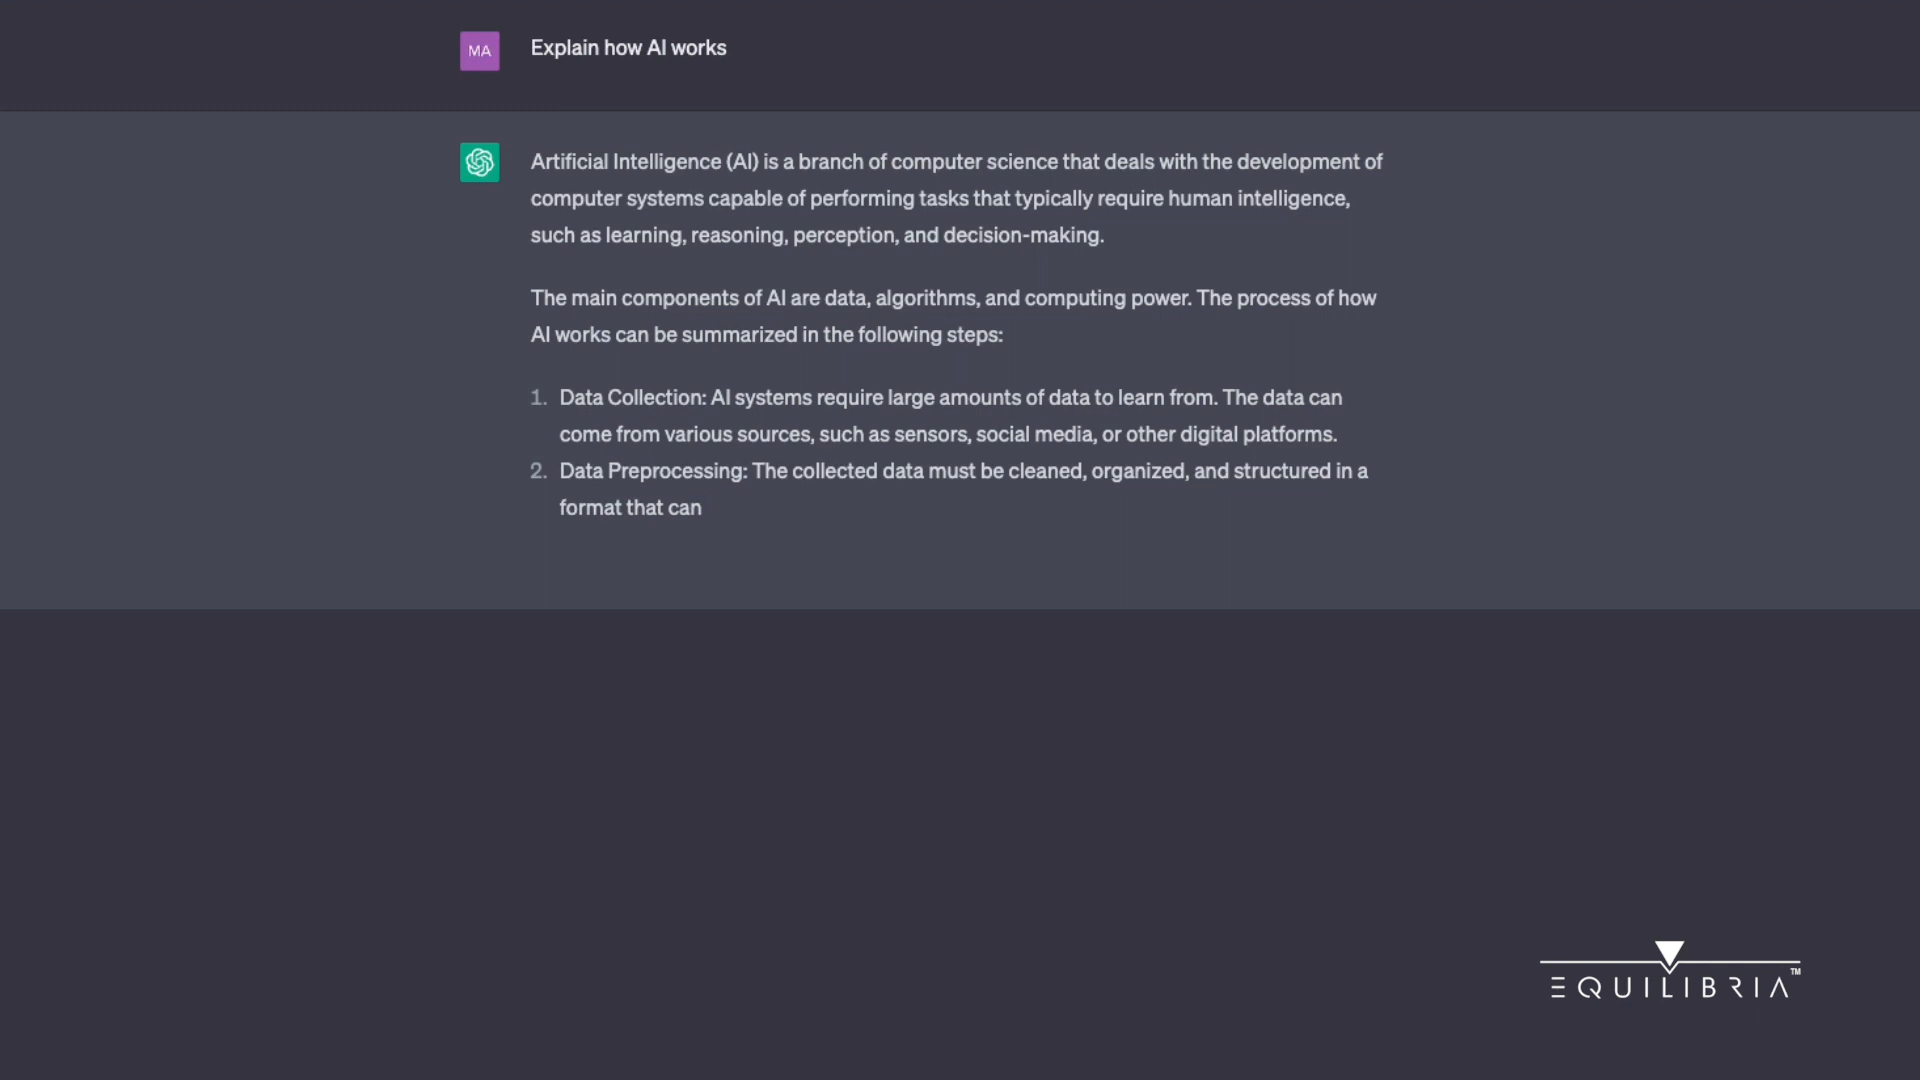 MA
Explain how AI works
Artificial Intelligence (AI) is a branch of computer science that deals with the development of
computer systems capable of performing tasks that typically require human intelligence,
such as learning, reasoning, perception, and decision-making.
The main components of AI are data, algorithms, and computing power. The process of how
AI works can be summarized in the following steps:
1. Data Collection: AI systems require large amounts of data to learn from. The data can
come from various sources, such as sensors, social media, or other digital platforms.
2. Data Preprocessing: The collected data must be cleaned, organized, and structured in a
format that can
EQUILIBRIA™